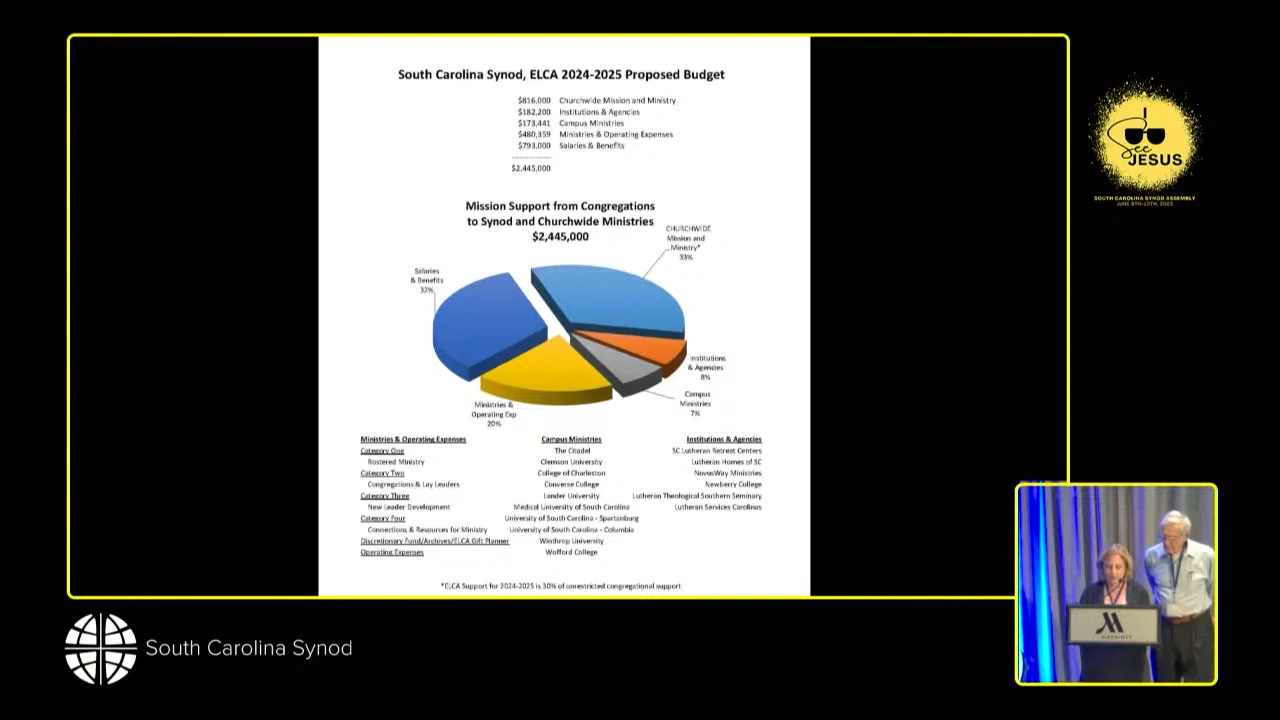 South Carolina Synod, ELCA 2024-2025 Proposed Budget
$816,000 Churchwide Mission and Ministry
$182,200 Institutions & Agencies
$173,441 Campus Ministries
$480,359 Ministries & Operating Expenses
$793,000 Salaries & Benefits
$2,445,000
Mission Support from Congregations
to Synod and Churchwide Ministries
$2,445,000
CHURCHWIDE
Mission and
Ministry*
33%
Salaries
& Benefits
32%
Institutions
& Agencies
8%
Campus
Ministries
7%
Ministries &
Operating Exp
20%
Ministries & Operating Expenses Campus Ministries Institutions & Agencies
Category One The Citadel SC Lutheran Retreat Centers
Rostered Ministry Clemson University Lutheran Homes of SC
Category Two College of Charleston NovusWay Ministries
Congregations & Lay Leaders Converse College Newberry College
Category Three Lander University Lutheran Theological Southern Seminary
New Leader Development Medical University of South Carolina Lutheran Services Carolinas
Category Four University of South Carolina - Spartanburg
Connections & Resources for Ministry University of South Carolina - Columbia
Discretionary Fund/Archives/ELCA Gift Planner Winthrop University
Operating Expenses Wofford College
*ELCA Support for 2024-2025 is 30% of unrestricted congregational support
I
See
JESUS
SOUTH CAROLINA SYNOD ASSEMBLY
JUNE 8TH-10TH, 2023
MARRIOTT
South Carolina Synod